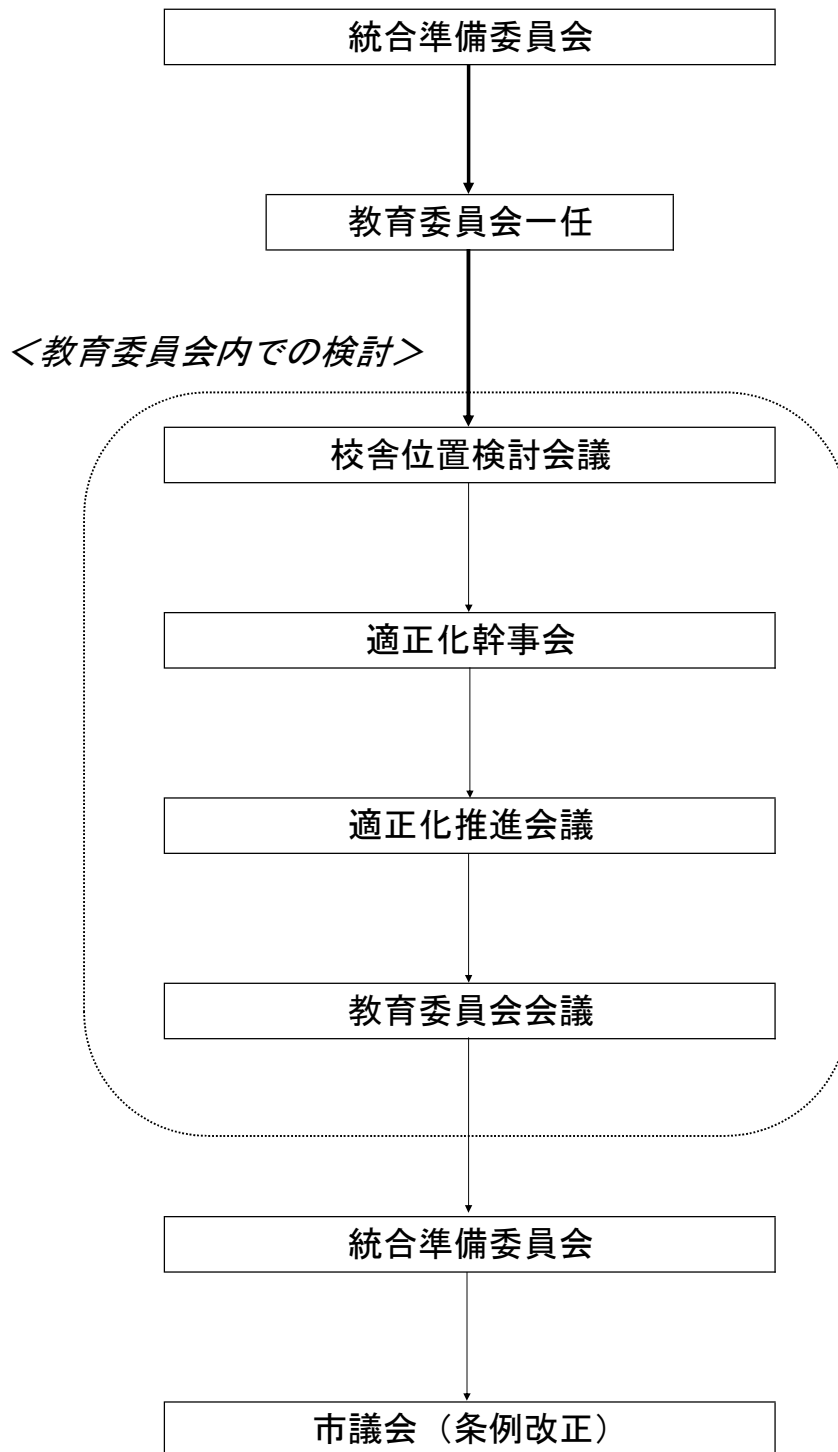 統合準備委員会
教育委員会一任
＜教育委員会内での検討＞
校舎位置検討会議
適正化幹事会
適正化推進会議
教育委員会会議
統合準備委員会
市議会（条例改正）